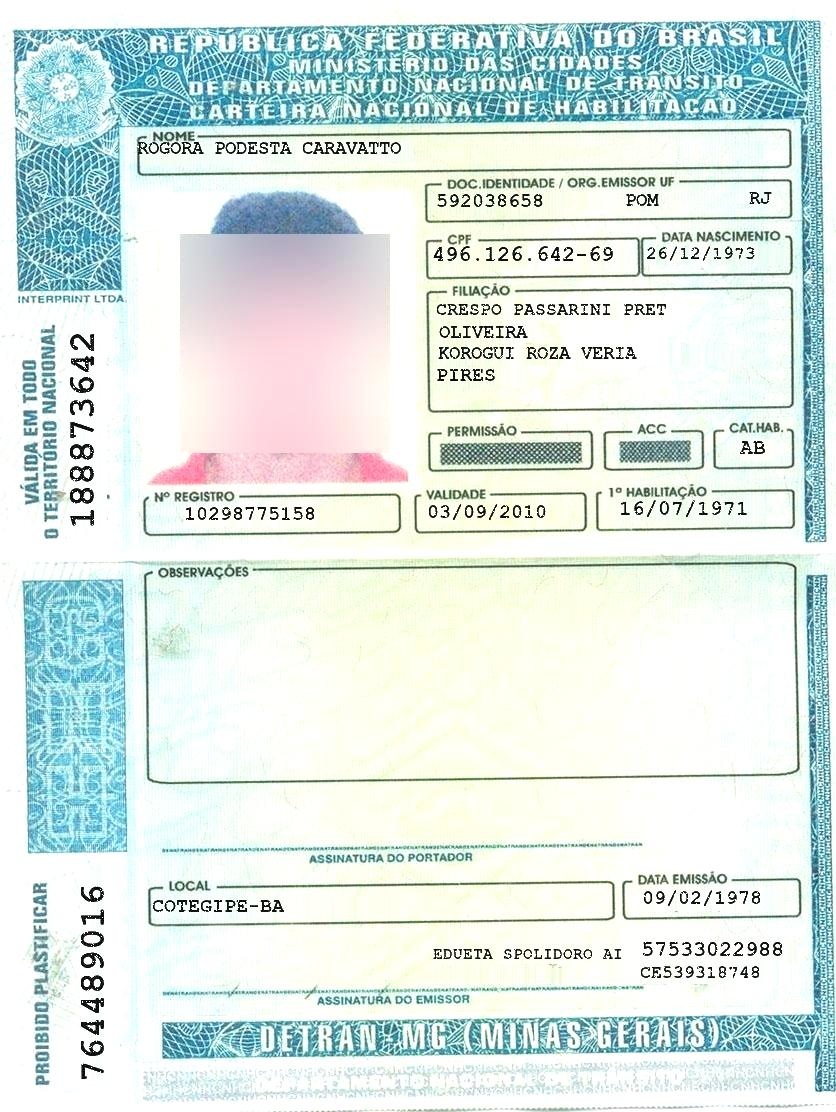 REPÚBLICA FEDERATIVA DO BRASIL
MINISTÉRIO DAS CIDADES
DEPARTAMENTO NACIONAL DE TRÂNSITO
CARTEIRA NACIONAL DE HABILITAÇÃO
NOME
ROGORA PODESTA CARAVATTO
DOC.IDENTIDADE / ORG.EMISSOR UF
592038658 POM RJ
CPF DATA NASCIMENTO
496.126.642-69 26/12/1973
FILIAÇÃO
CRESPO PASSARINI PRET
OLIVEIRA
KOROGUI ROZA VERIA
PIRES
PERMISSÃO ACC CAT.HAB.
AB
Nº REGISTRO VALIDADE 1ª HABILITAÇÃO
10298775158 03/09/2010 16/07/1971
INTERPRINT LTDA.
VÁLIDA EM TODO
O TERRITÓRIO NACIONAL
188873642
OBSERVAÇÕES
ASSINATURA DO PORTADOR
LOCAL DATA EMISSÃO
COTEGIPE-BA 09/02/1978
EDUETA SPOLIDORO AI 57533022988
CE539318748
ASSINATURA DO EMISSOR
PROIBIDO PLASTIFICAR
764489016
DETRAN-MG (MINAS GERAIS)